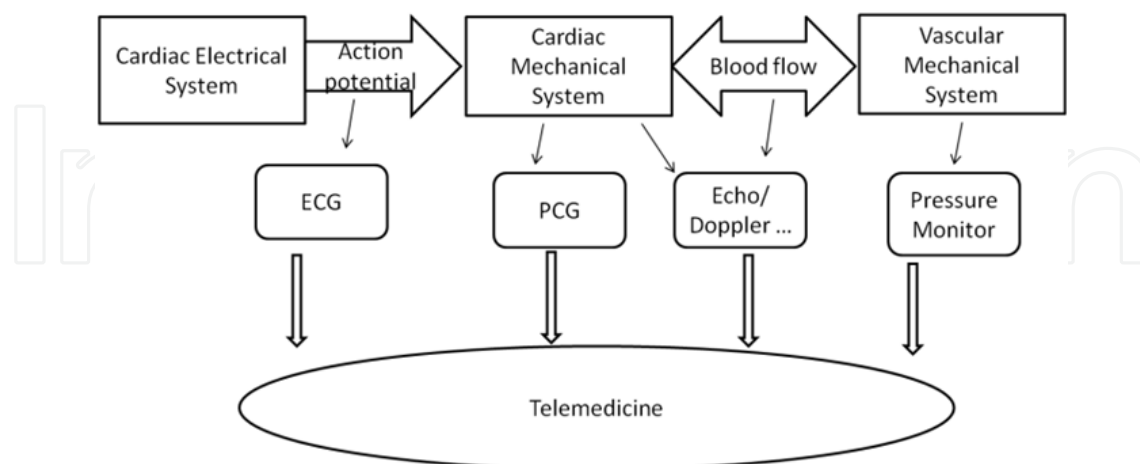 Cardiac Electrical
System
Action
potential
Cardiac
Mechanical
System
Blood flow
Vascular
Mechanical
System
ECG
PCG
Echo/
Doppler ...
Pressure
Monitor
Telemedicine